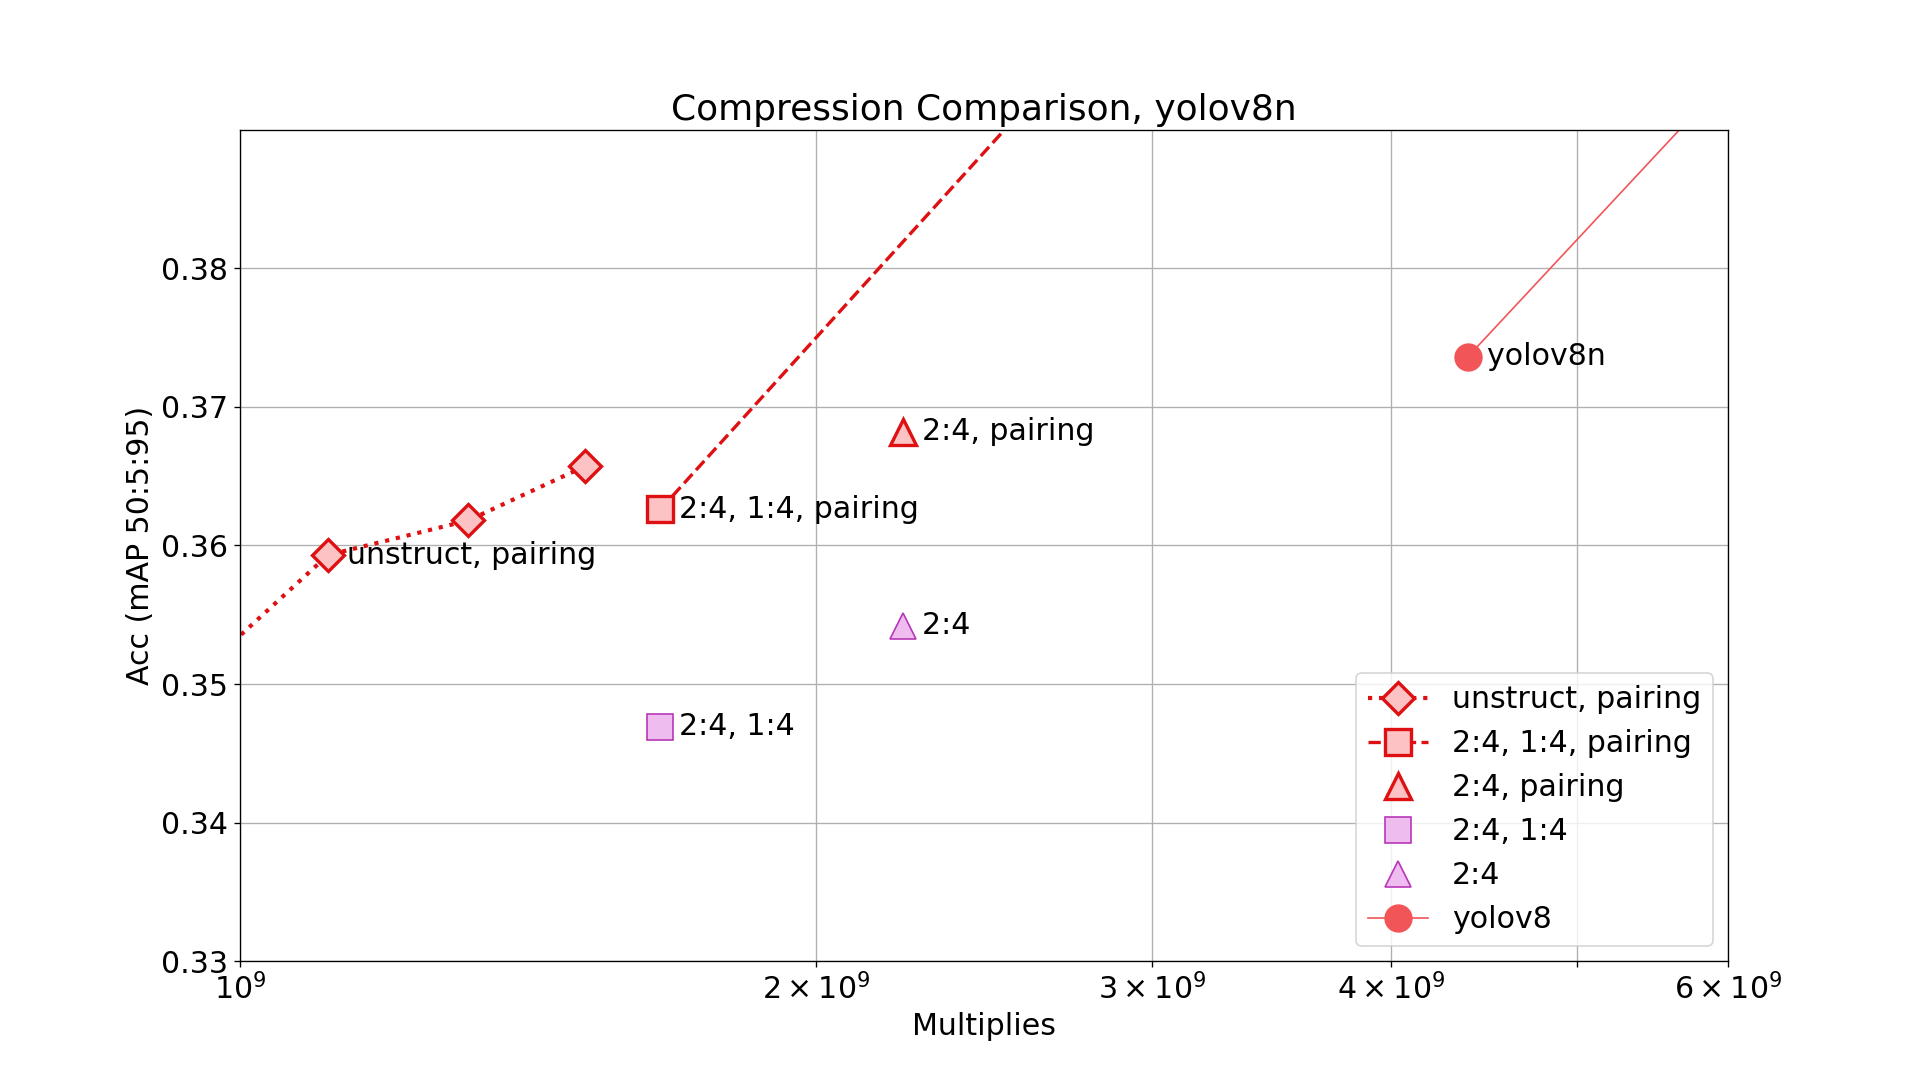 Compression Comparison, yolov8n
Acc (mAP 50:5:95)
0.38
0.37
0.36
0.35
0.34
0.33
yolov8n
2:4, pairing
2:4, 1:4, pairing
unstruct, pairing
2:4
2:4, 1:4
unstruct, pairing
2:4, 1:4, pairing
2:4, pairing
2:4, 1:4
2:4
yolov8
10⁹ 2 × 10⁹ 3 × 10⁹ 4 × 10⁹ 6 × 10⁹
Multiplies